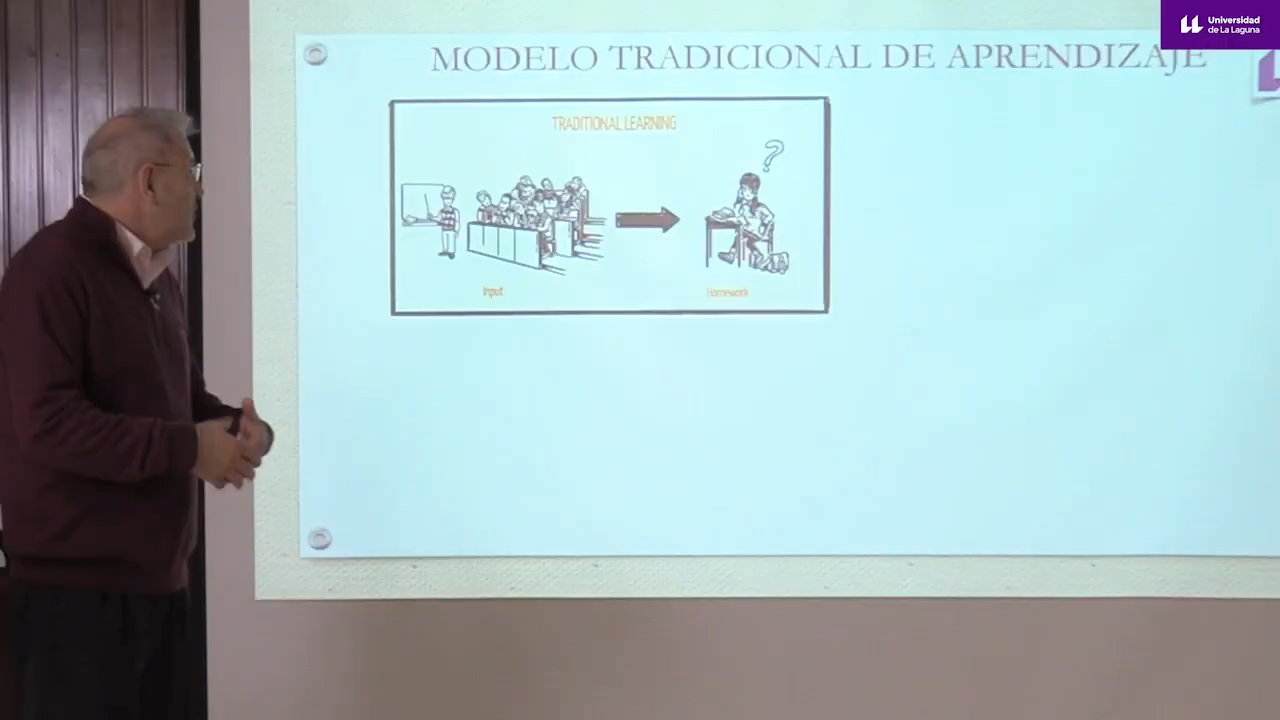 Universidad
de La Laguna
MODELO TRADICIONAL DE APRENDIZAJE
TRADITIONAL LEARNING
?
Input
Homework